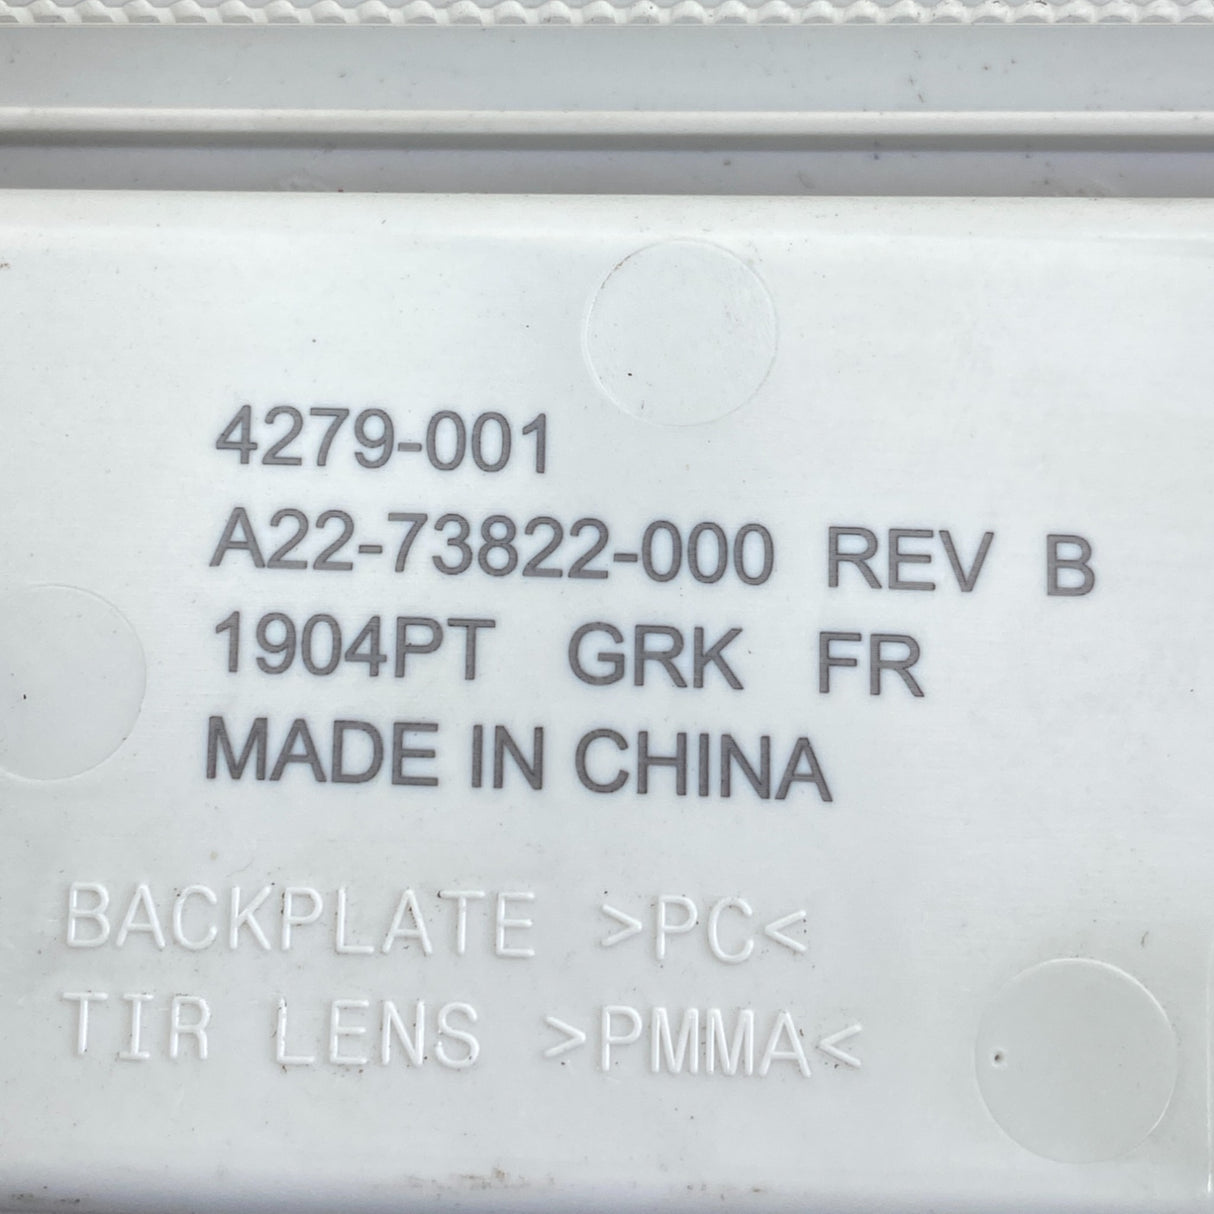 4279-001
A22-73822-000 REV B
1904PT GRK FR
MADE IN CHINA
BACKPLATE >PC<
TIR LENS >PMMA<